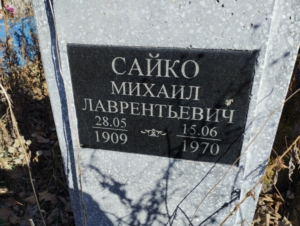 САЙКО
МИХАИЛ
ЛАВРЕНТЬЕВИЧ
28.05 15.06
1909 1970